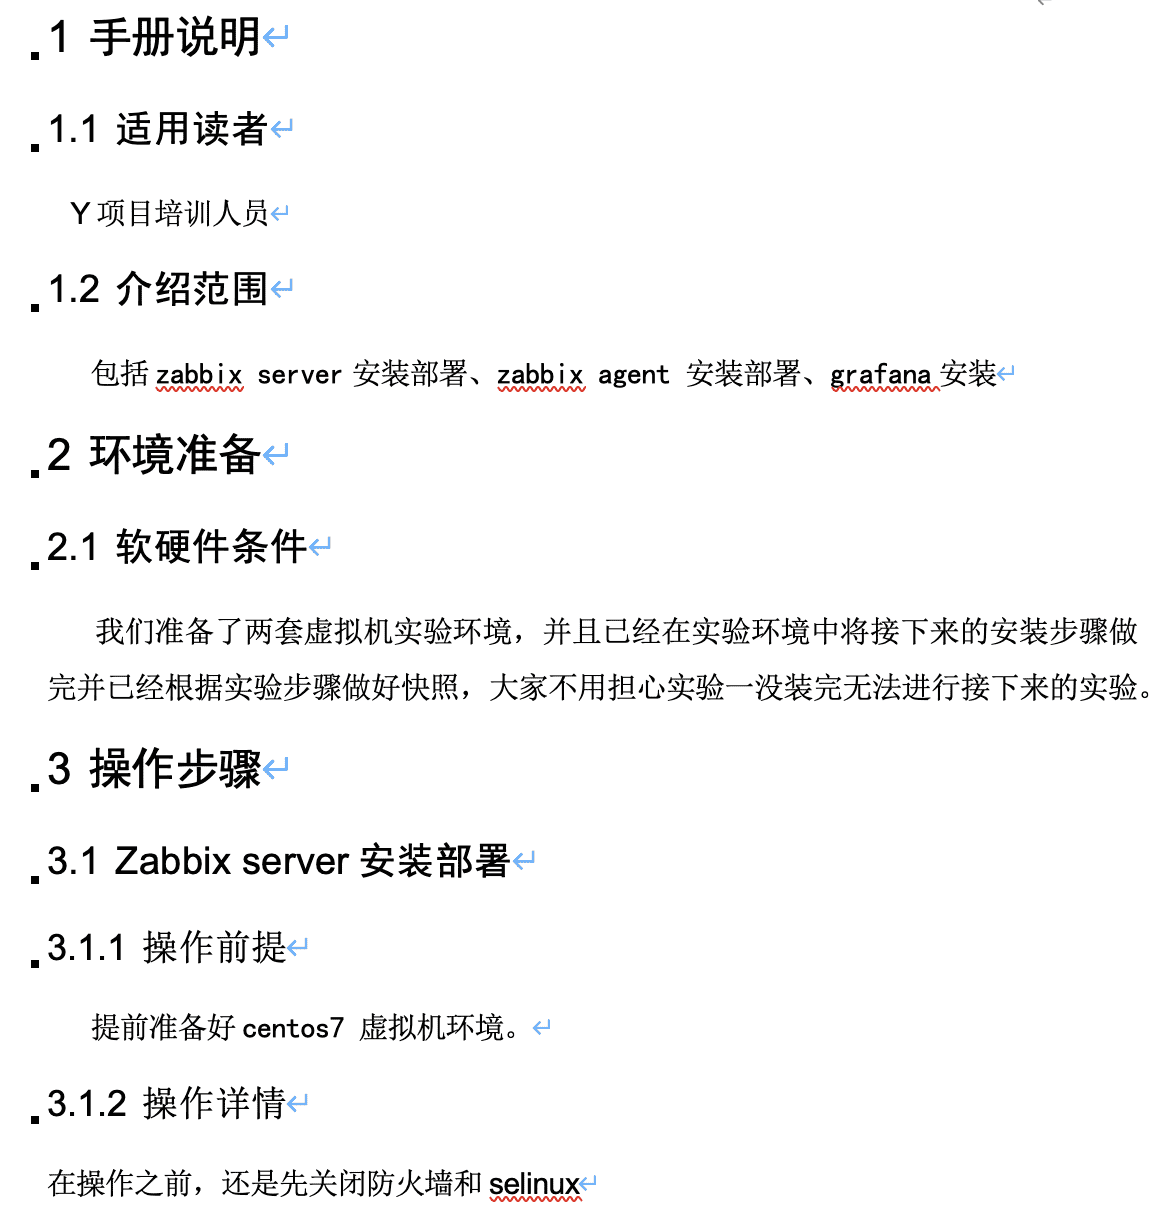 1 手册说明
1.1 适用读者
Y 项目培训人员
1.2 介绍范围
包括 zabbix server 安装部署、zabbix agent 安装部署、grafana 安装
2 环境准备
2.1 软硬件条件
我们准备了两套虚拟机实验环境，并且已经在实验环境中将接下来的安装步骤做
完并已经根据实验步骤做好快照，大家不用担心实验一没装完无法进行接下来的实验。
3 操作步骤
3.1 Zabbix server 安装部署
3.1.1 操作前提
提前准备好 centos7 虚拟机环境。
3.1.2 操作详情
在操作之前，还是先关闭防火墙和 selinux